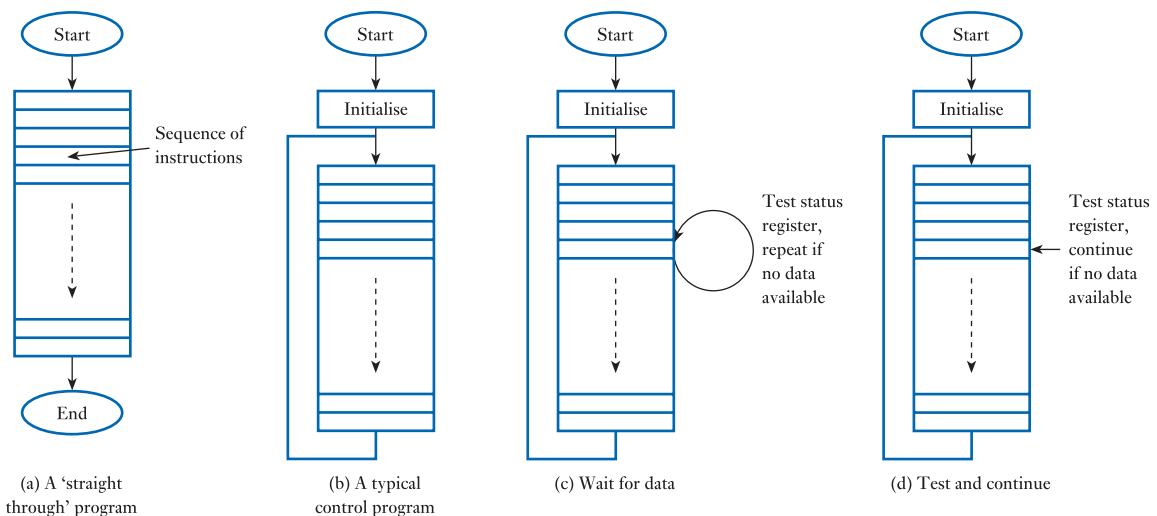 Start
Sequence of
instructions
End
(a) A ‘straight
through’ program
Start
Initialise
(b) A typical
control program
Start
Initialise
Test status
register,
repeat if
no data
available
(c) Wait for data
Start
Initialise
Test status
register,
continue
if no data
available
(d) Test and continue